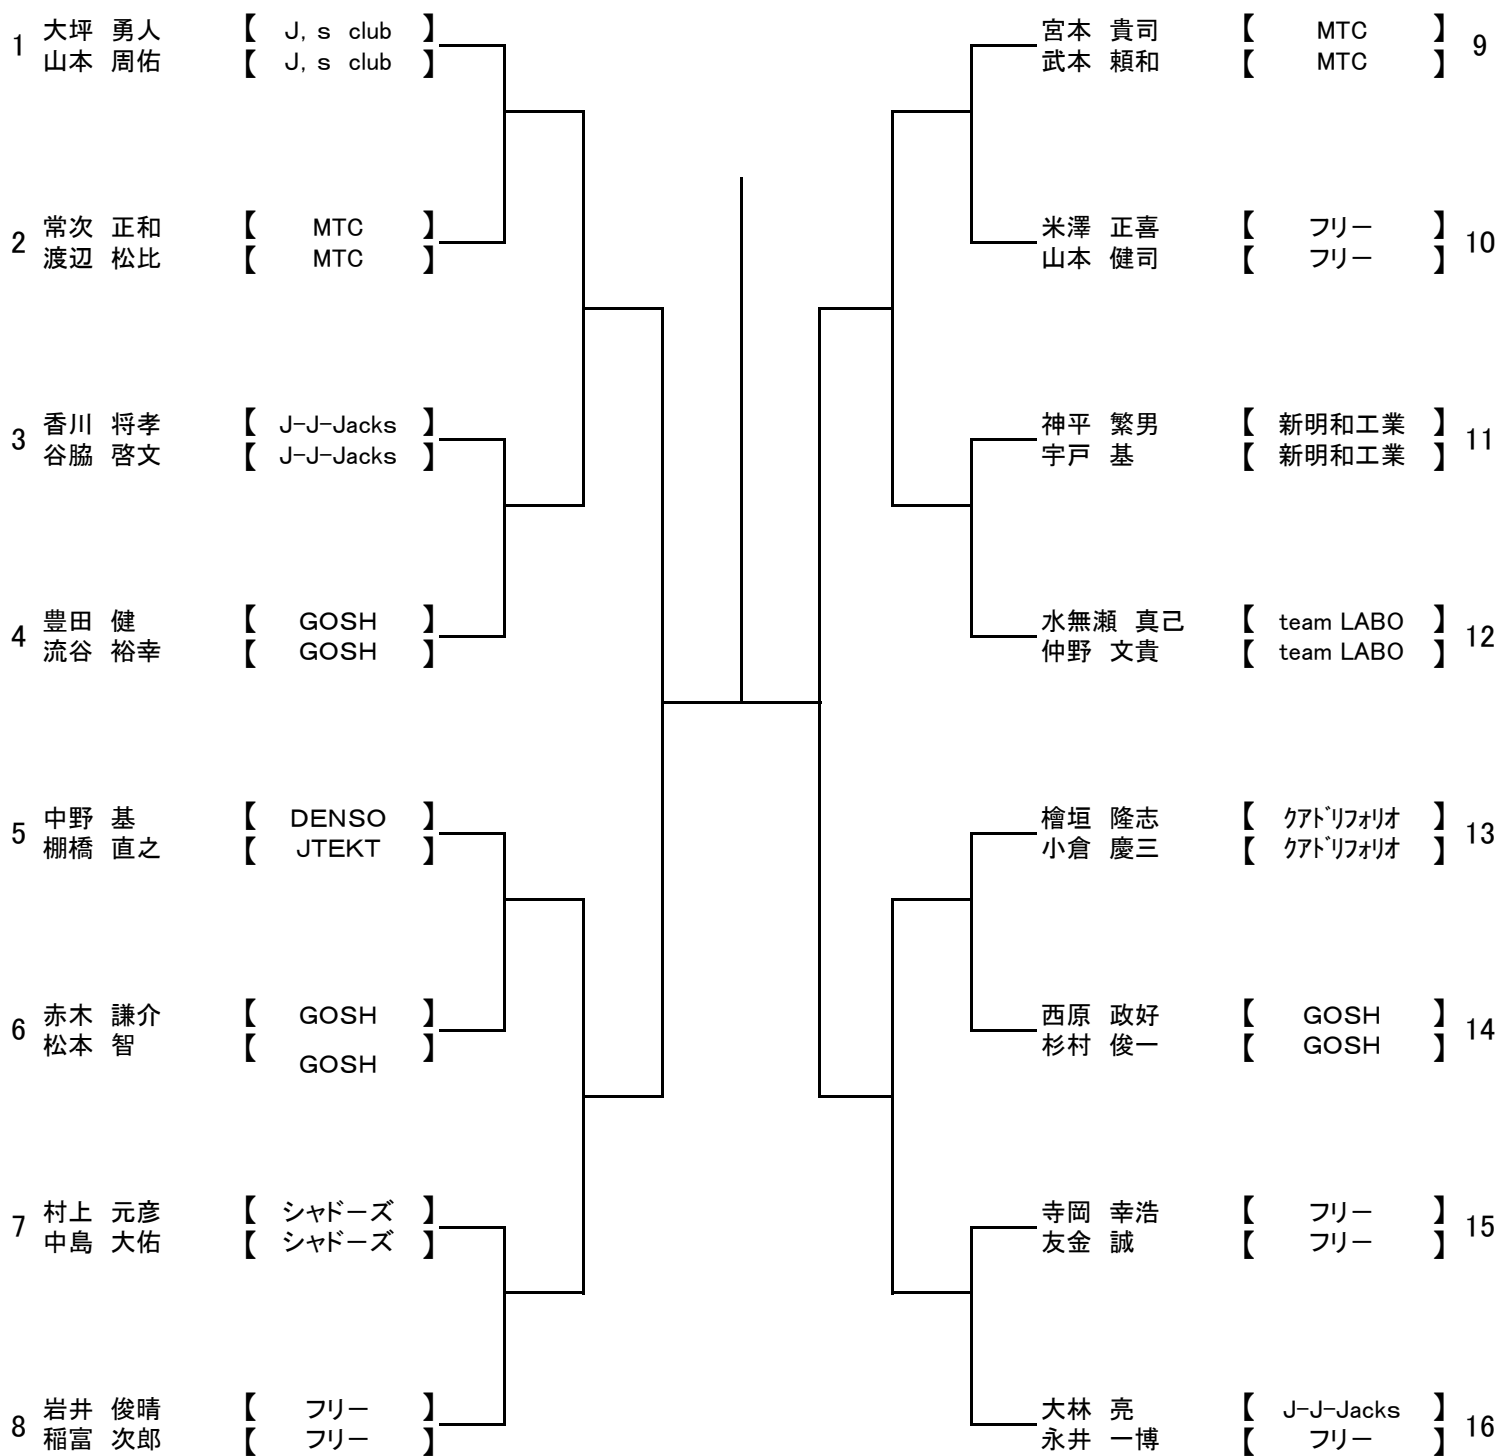 1 大坪 勇人 【 J, s club 】
山本 周佑 【 J, s club 】
2 常次 正和 【 MTC 】
渡辺 松比 【 MTC 】
3 香川 将孝 【 J-J-Jacks 】
谷脇 啓文 【 J-J-Jacks 】
4 豊田 健 【 GOSH 】
流谷 裕幸 【 GOSH 】
5 中野 基 【 DENSO 】
棚橋 直之 【 JTEKT 】
6 赤木 謙介 【 GOSH 】
松本 智 【 GOSH 】
7 村上 元彦 【 シャドーズ 】
中島 大佑 【 シャドーズ 】
8 岩井 俊晴 【 フリー 】
稲富 次郎 【 フリー 】
宮本 貴司 【 MTC 】 9
武本 頼和 【 MTC 】
米澤 正喜 【 フリー 】 10
山本 健司 【 フリー 】
神平 繁男 【 新明和工業 】 11
宇戸 基 【 新明和工業 】
水無瀬 真己 【 team LABO 】 12
仲野 文貴 【 team LABO 】
檜垣 隆志 【 クアドリフォリオ 】 13
小倉 慶三 【 クアドリフォリオ 】
西原 政好 【 GOSH 】 14
杉村 俊一 【 GOSH 】
寺岡 幸浩 【 フリー 】 15
友金 誠 【 フリー 】
大林 亮 【 J-J-Jacks 】 16
永井 一博 【 フリー 】